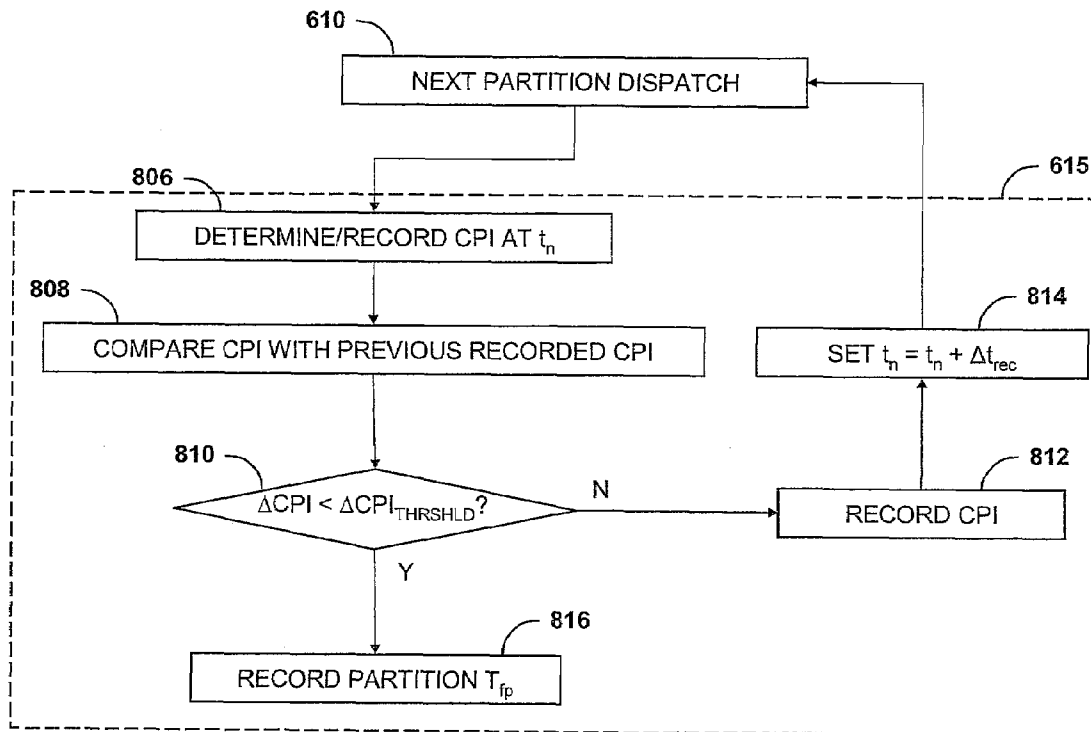 610
NEXT PARTITION DISPATCH
806
615
DETERMINE/RECORD CPI AT tn
808
COMPARE CPI WITH PREVIOUS RECORDED CPI
814
SET tn = tn + Δtrec
810
ΔCPI < ΔCPITHRSHLD?
N
812
RECORD CPI
Y
816
RECORD PARTITION Tfp